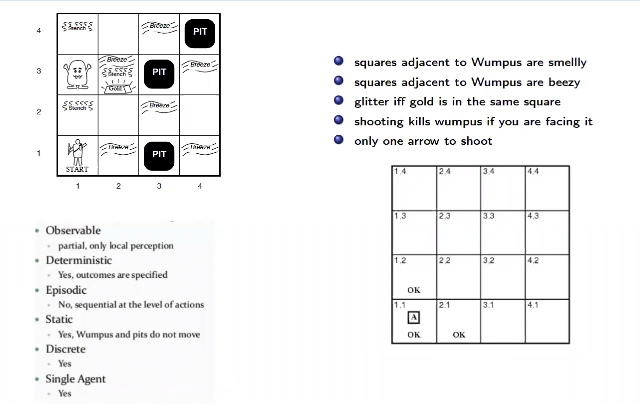 4 Stench Breeze PIT
3 Breeze Stench Gold PIT Breeze
2 Stench Breeze
1 START Breeze PIT Breeze
1 2 3 4
squares adjacent to Wumpus are smellly
squares adjacent to Wumpus are beezy
glitter iff gold is in the same square
shooting kills wumpus if you are facing it
only one arrow to shoot
Observable
partial, only local perception
Deterministic
Yes, outcomes are specified
Episodic
No, sequential at the level of actions
Static
Yes, Wumpus and pits do not move
Discrete
Yes
Single Agent
Yes
1.4 2.4 3.4 4.4
1.3 2.3 3.3 4.3
1.2 2.2 3.2 4.2
OK
1.1 2.1 3.1 4.1
A
OK OK